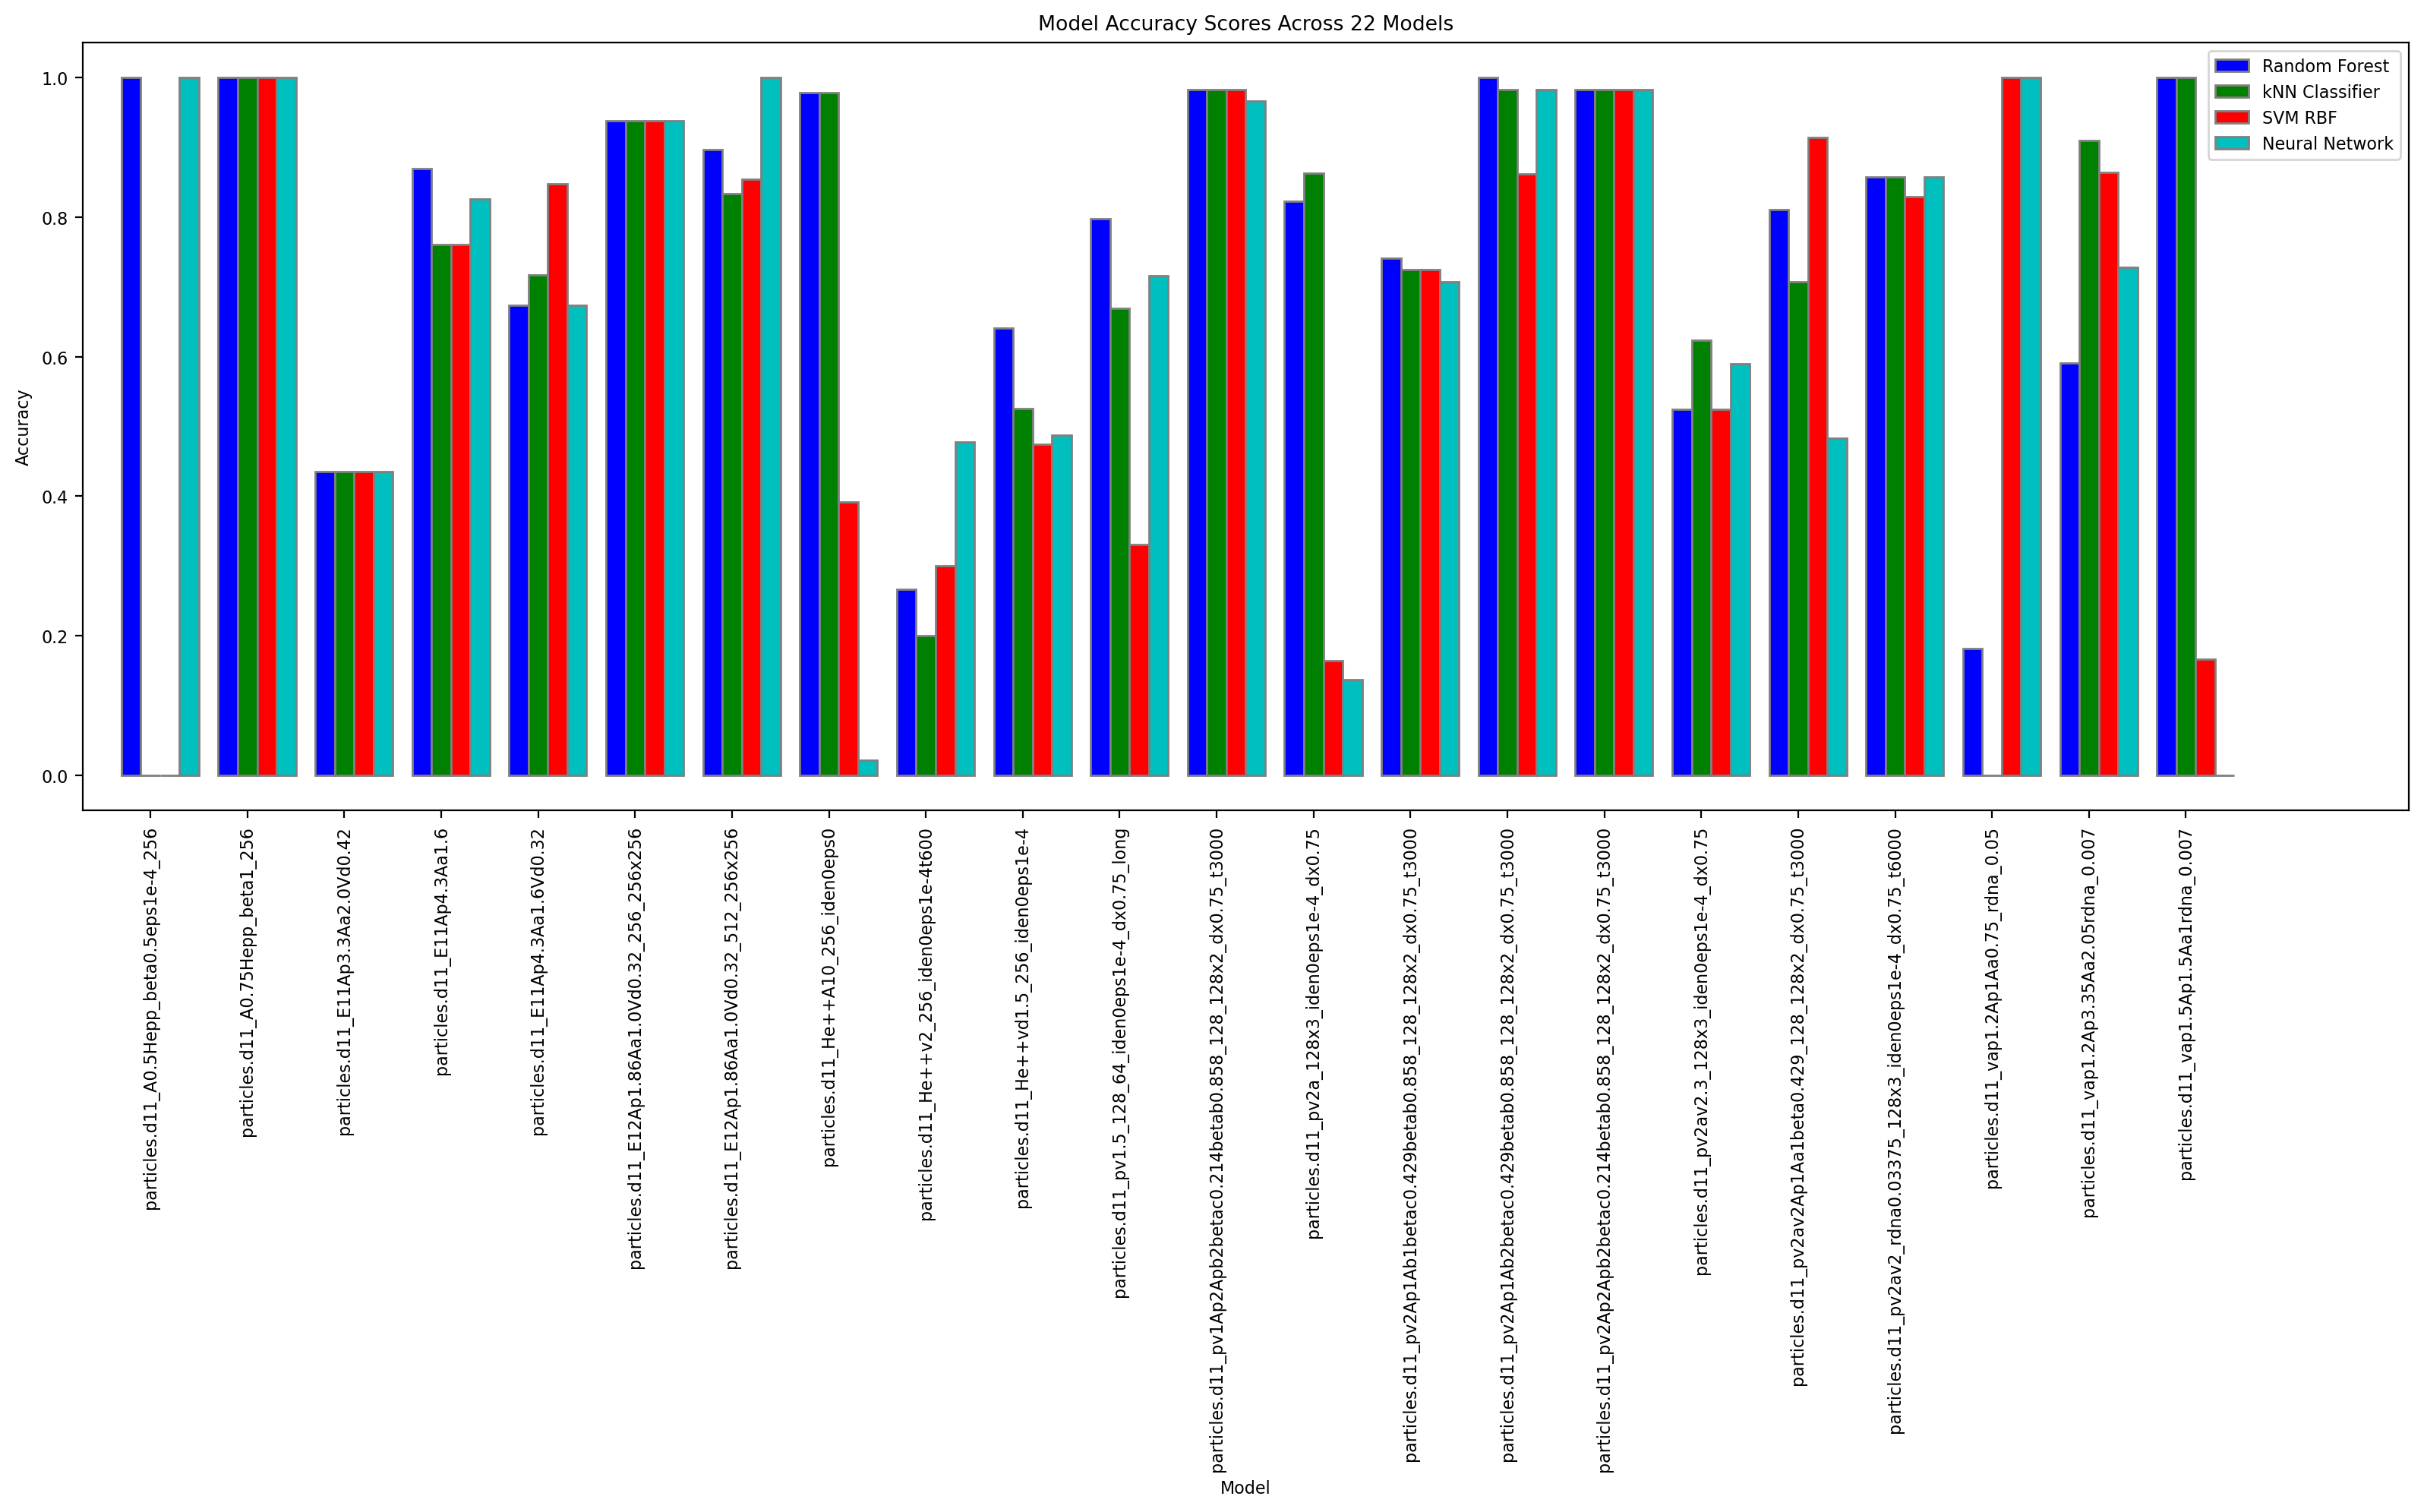 Model Accuracy Scores Across 22 Models
Random Forest
kNN Classifier
SVM RBF
Neural Network
Accuracy
1.0
0.8
0.6
0.4
0.2
0.0
particles.d11_A0.5Hepp_beta0.5eps1e-4_256
particles.d11_A0.75Hepp_beta1_256
particles.d11_E11Ap3.3Aa2.0Vd0.42
particles.d11_E11Ap4.3Aa1.6
particles.d11_E11Ap4.3Aa1.6Vd0.32
particles.d11_E12Ap1.86Aa1.0Vd0.32_256_256x256
particles.d11_E12Ap1.86Aa1.0Vd0.32_512_256x256
particles.d11_He++A10_256_iden0eps0
particles.d11_He++v2_256_iden0eps1e-4t600
particles.d11_He++vd1.5_256_iden0eps1e-4
particles.d11_pv1.5_128_64_iden0eps1e-4_dx0.75_long
particles.d11_pv1Ap2Apb2betac0.214betab0.858_128_128x2_dx0.75_t3000
particles.d11_pv2a_128x3_iden0eps1e-4_dx0.75
particles.d11_pv2Ap1Ab1betac0.429betab0.858_128_128x2_dx0.75_t3000
particles.d11_pv2Ap1Ab2betac0.429betab0.858_128_128x2_dx0.75_t3000
particles.d11_pv2Ap2Apb2betac0.214betab0.858_128_128x2_dx0.75_t3000
particles.d11_pv2av2.3_128x3_iden0eps1e-4_dx0.75
particles.d11_pv2av2Ap1Aa1beta0.429_128_128x2_dx0.75_t3000
particles.d11_pv2av2_rdna0.03375_128x3_iden0eps1e-4_dx0.75_t6000
particles.d11_vap1.2Ap1Aa0.75_rdna_0.05
particles.d11_vap1.2Ap3.35Aa2.05rdna_0.007
particles.d11_vap1.5Ap1.5Aa1rdna_0.007
Model